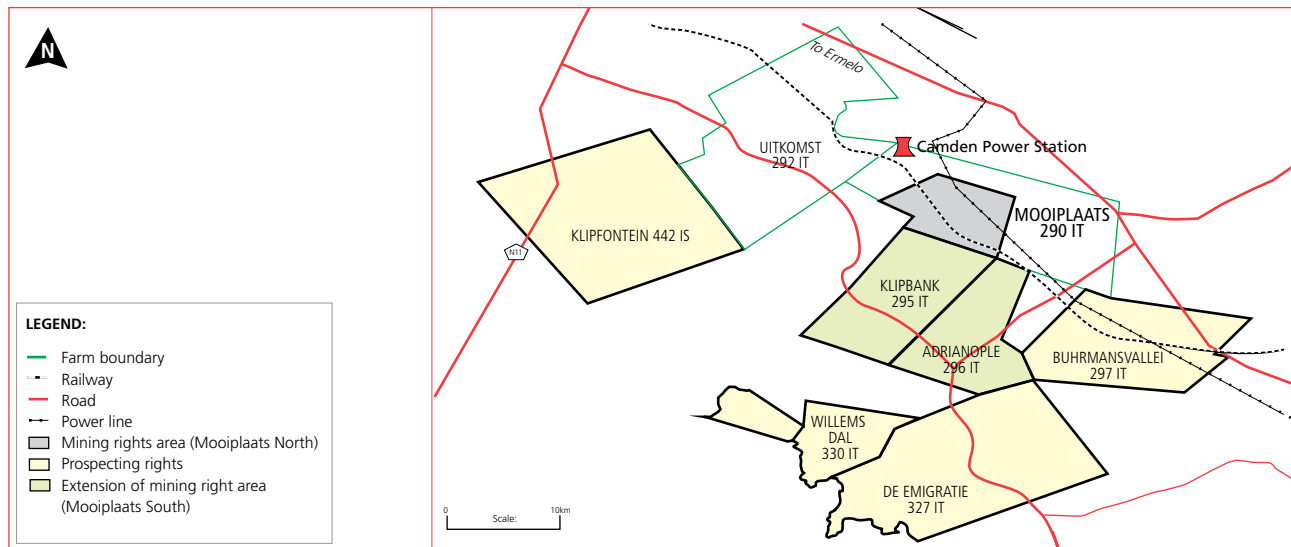 N
To Ermelo
UITKOMST
292 IT
Camden Power Station
MOOIPLAATS
290 IT
KLIPFONTEIN 442 IS
N11
KLIPBANK
295 IT
ADRIANOPLE
296 IT
BUHRMANSVALLEI
297 IT
WILLEMS
DAL
330 IT
DE EMIGRATIE
327 IT
LEGEND:
Farm boundary
Railway
Road
Power line
Mining rights area (Mooiplaats North)
Prospecting rights
Extension of mining right area
(Mooiplaats South)
0
Scale:
10km